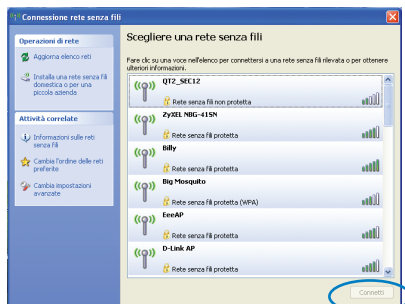 Connessione rete senza fili
Operazioni di rete
Aggiorna elenco reti
Installa una rete senza fili
domestica o per una
piccola azienda
Attività correlate
Informazioni sulle reti
senza fili
Cambia l'ordine delle reti
preferite
Cambia impostazioni
avanzate
Scegliere una rete senza fili
Fare clic su una voce nell'elenco per connettersi a una rete senza fili rilevata o per ottenere
ulteriori informazioni.
QT2_SEC12
Rete senza fili non protetta
ZyXEL NBG-415N
Rete senza fili protetta
Billy
Rete senza fili protetta
Big Mosquito
Rete senza fili protetta (WPA)
EeeAP
Rete senza fili protetta
D-Link AP
Rete senza fili protetta
Connetti